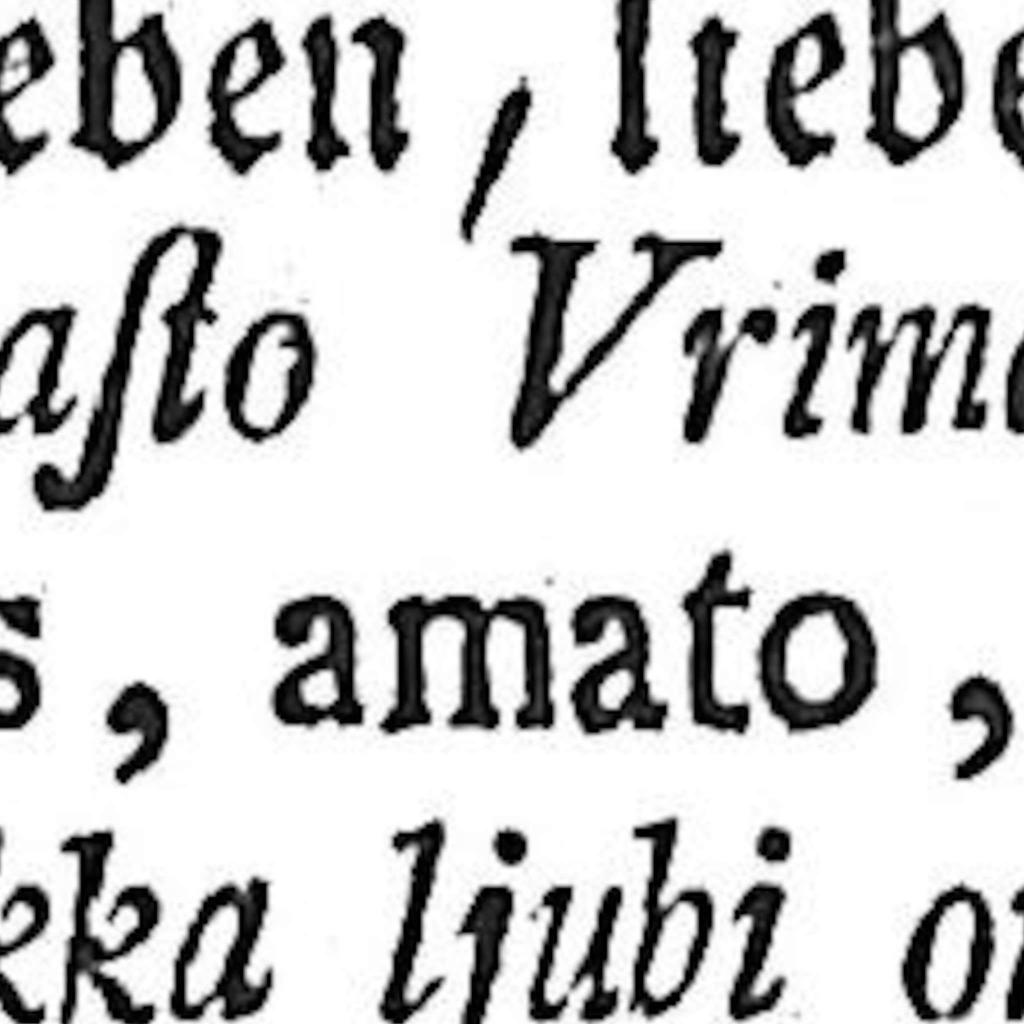 eben, liebe
aſto Vrim
s, amato,
kka ljubi o